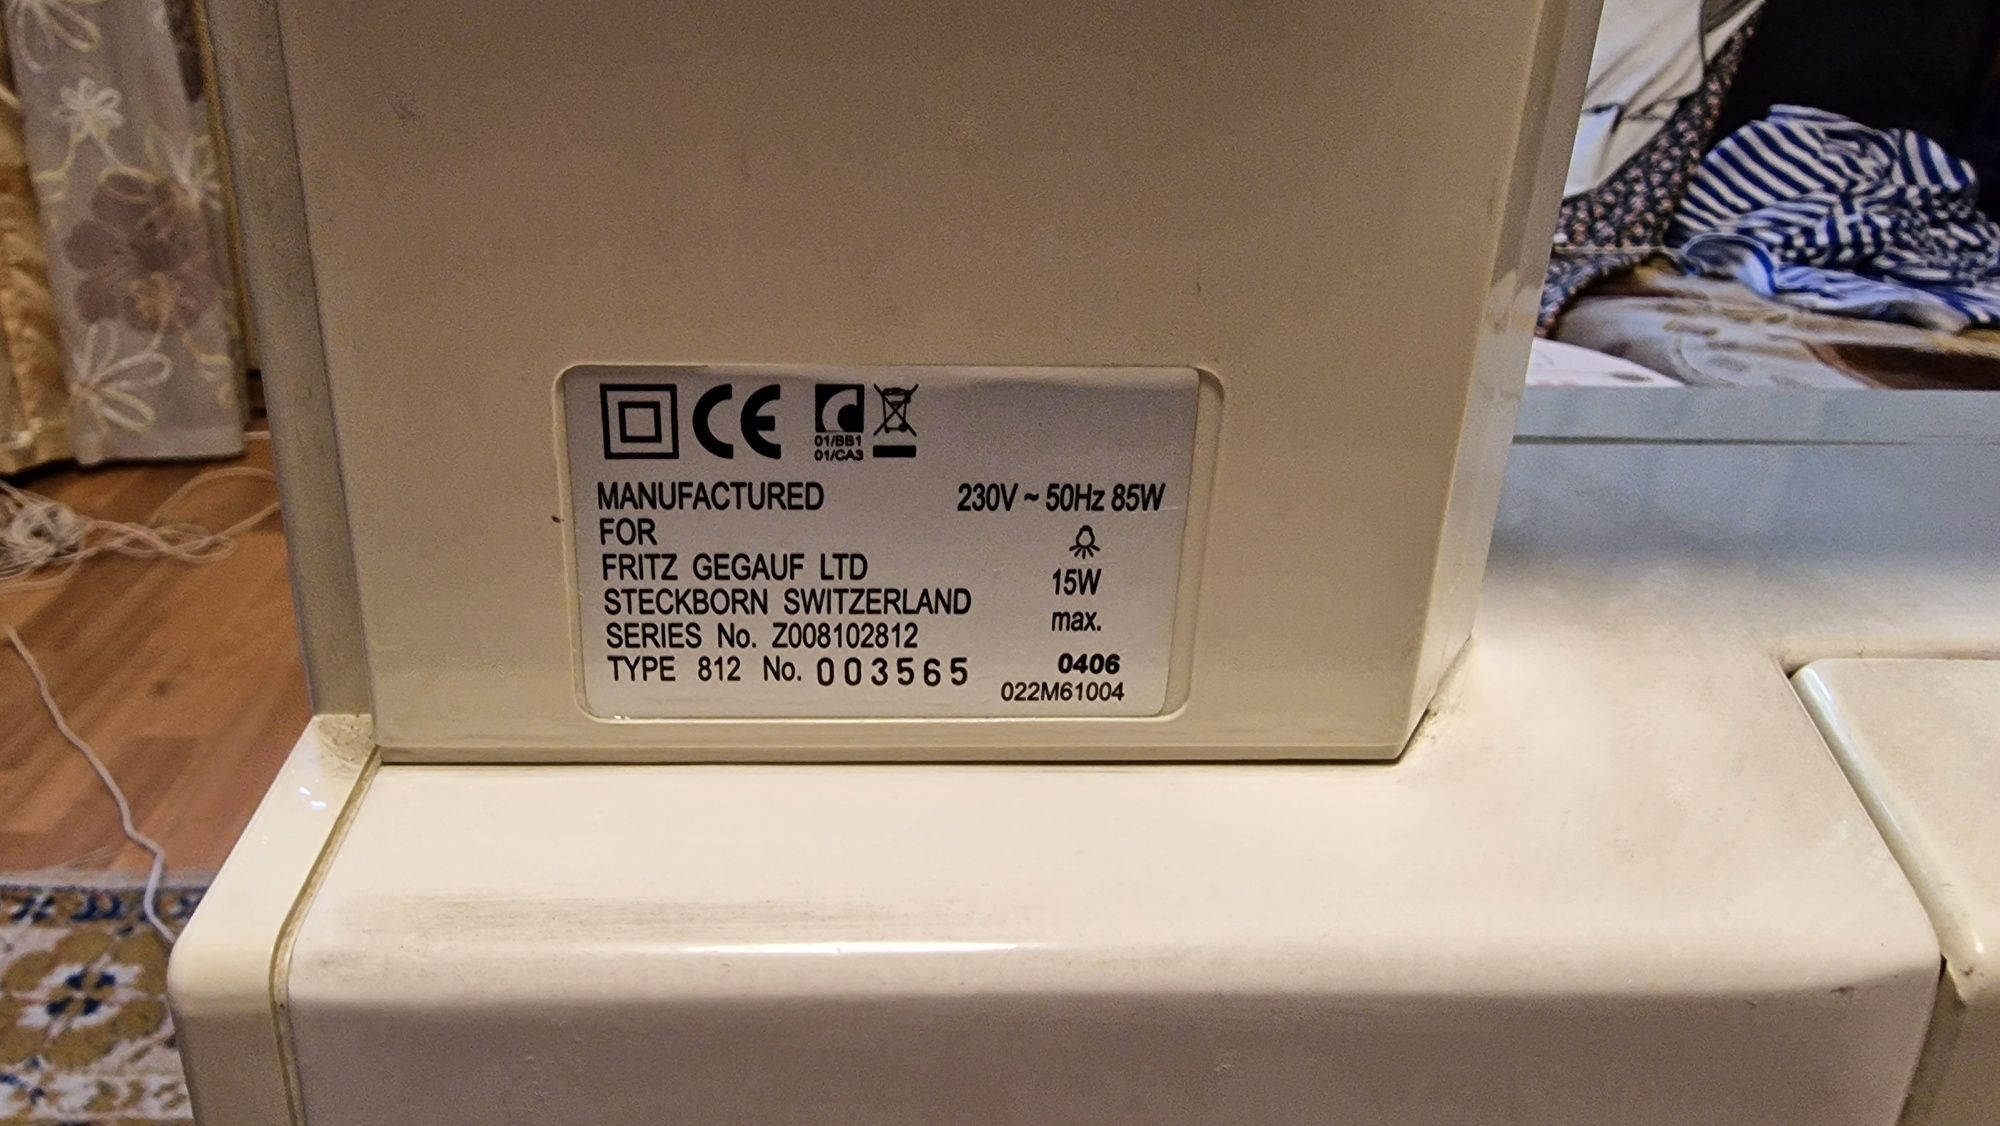 CE
01/BB1
01/CA3
MANUFACTURED
FOR
FRITZ GEGAUF LTD
STECKBORN SWITZERLAND
SERIES No. Z008102812
TYPE 812 No. 003565
230V ~ 50Hz 85W
15W
max.
0406
022M61004